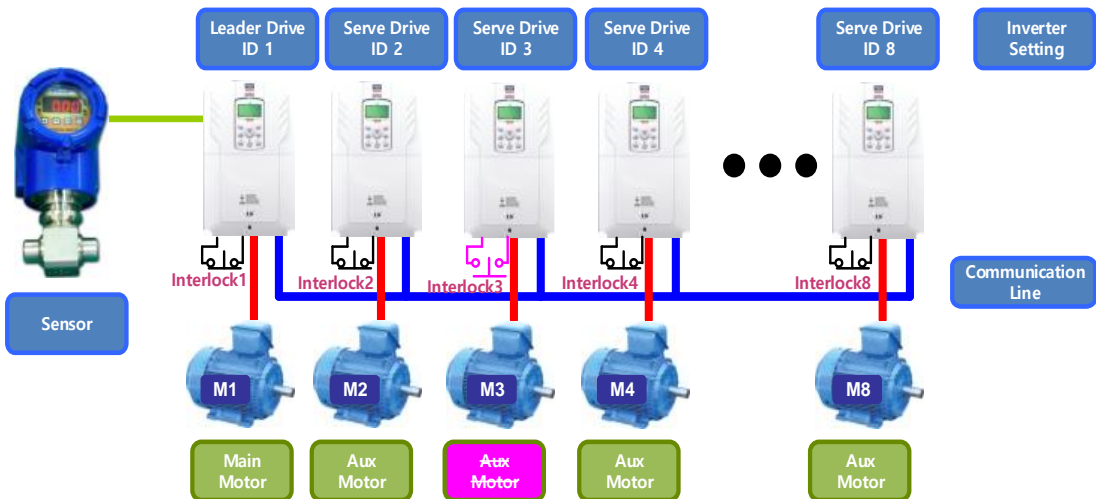 Leader Drive
ID 1
Serve Drive
ID 2
Serve Drive
ID 3
Serve Drive
ID 4
Serve Drive
ID 8
Inverter
Setting
Interlock1
Interlock2
Interlock3
Interlock4
Interlock8
Communication
Line
Sensor
M1
M2
M3
M4
M8
Main
Motor
Aux
Motor
Aux
Motor
Aux
Motor
Aux
Motor